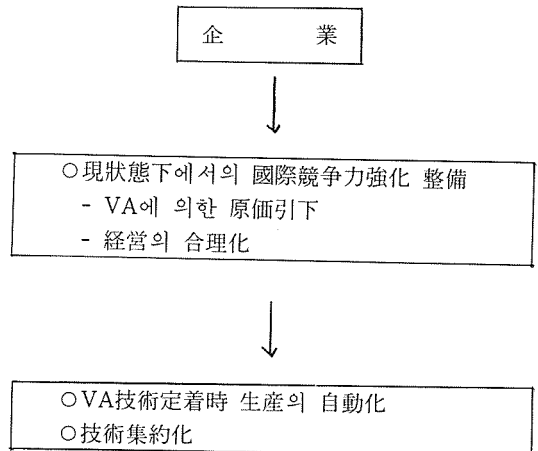 企 業
○現狀態下에서의 國際競争力強化 整備
- VA에 의한 原価引下
- 経営의 合理化
○VA技術定着時 生産의 自動化
○技術集約化